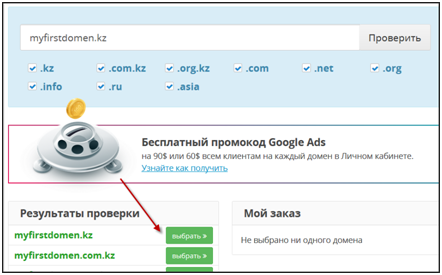 myfirstdomen.kz Проверить
.kz .com.kz .org.kz .com .net .org
.info .ru .asia
Бесплатный промокод Google Ads
на 90$ или 60$ всем клиентам на каждый домен в Личном кабинете.
Узнайте как получить
Результаты проверки
myfirstdomen.kz выбрать »
myfirstdomen.com.kz выбрать »
Мой заказ
Не выбрано ни одного домена